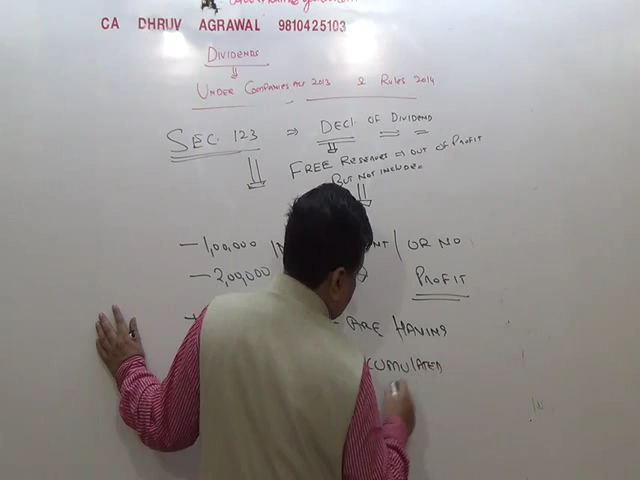 CA DHRUV AGRAWAL 9810425103
DIVIDENDS
UNDER COMPANIES ACT 2013 & RULES 2014
SEC. 123 ⇒ DECL. OF DIVIDEND
FREE RESERVES ⇒ OUT OF PROFIT
BUT NOT INCLUDE
- 1,00,000 / OR NO
- 2,00,000 PROFIT
ARE HAVING
CUMULATED